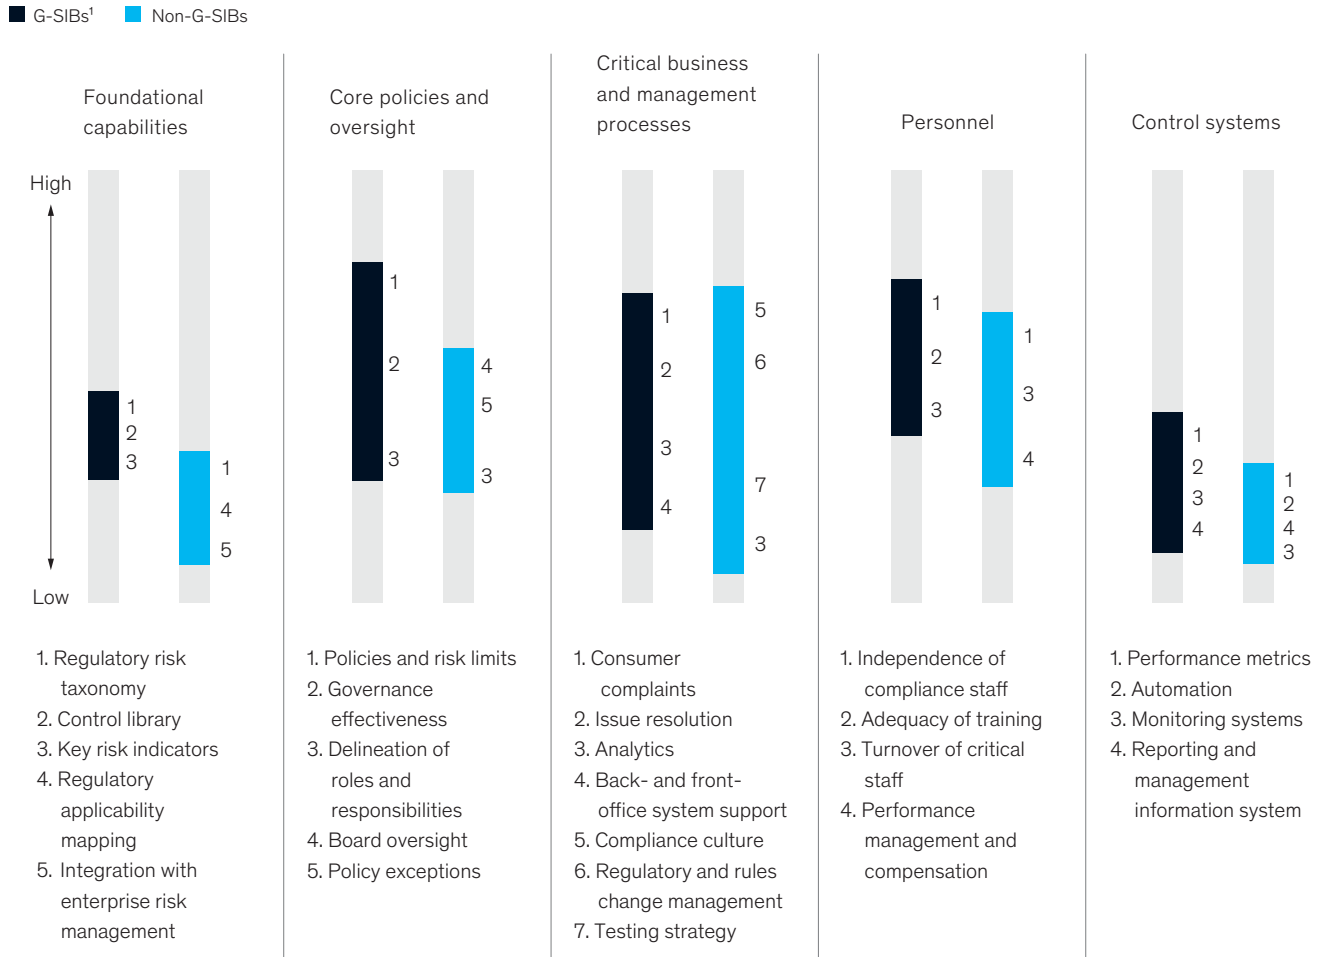 G-SIBs¹
Non-G-SIBs
Foundational
capabilities
High
Low
1
2
3
1
4
5
1. Regulatory risk
taxonomy
2. Control library
3. Key risk indicators
4. Regulatory
applicability
mapping
5. Integration with
enterprise risk
management
Core policies and
oversight
1
2
3
4
5
3
1. Policies and risk limits
2. Governance
effectiveness
3. Delineation of
roles and
responsibilities
4. Board oversight
5. Policy exceptions
Critical business
and management
processes
1
2
3
4
5
6
7
3
1. Consumer
complaints
2. Issue resolution
3. Analytics
4. Back- and front-
office system support
5. Compliance culture
6. Regulatory and rules
change management
7. Testing strategy
Personnel
1
2
3
1
3
4
1. Independence of
compliance staff
2. Adequacy of training
3. Turnover of critical
staff
4. Performance
management and
compensation
Control systems
1
2
3
4
1
2
4
3
1. Performance metrics
2. Automation
3. Monitoring systems
4. Reporting and
management
information system